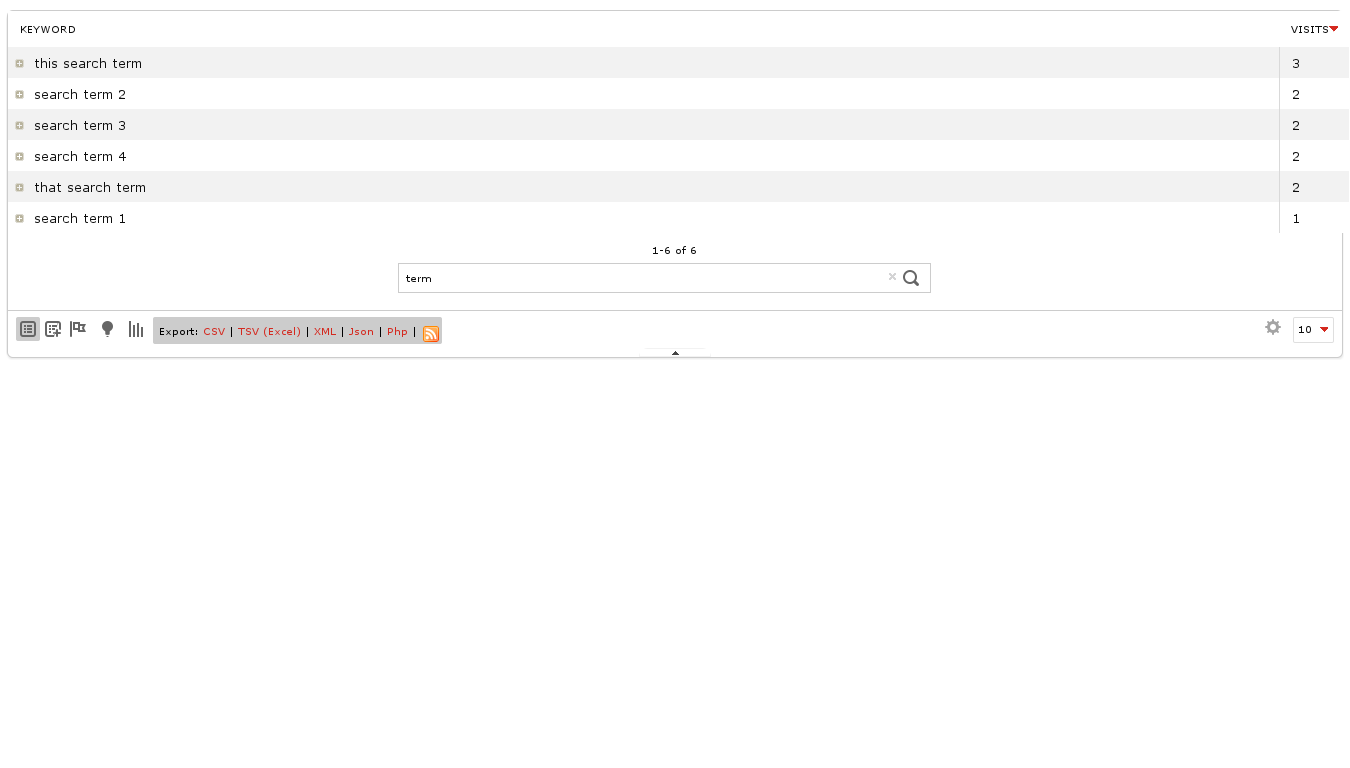 KEYWORD VISITS
this search term 3
search term 2 2
search term 3 2
search term 4 2
that search term 2
search term 1 1
1-6 of 6
term
Export: CSV | TSV (Excel) | XML | Json | Php |
10